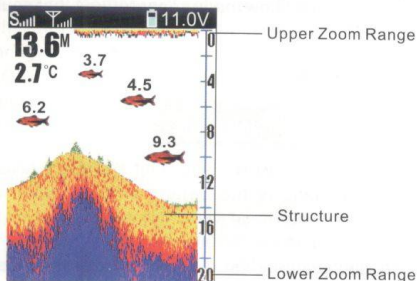 S 11.0V
13.6M
2.7°C
3.7
4.5
6.2
9.3
0
4
8
12
16
20
Upper Zoom Range
Structure
Lower Zoom Range